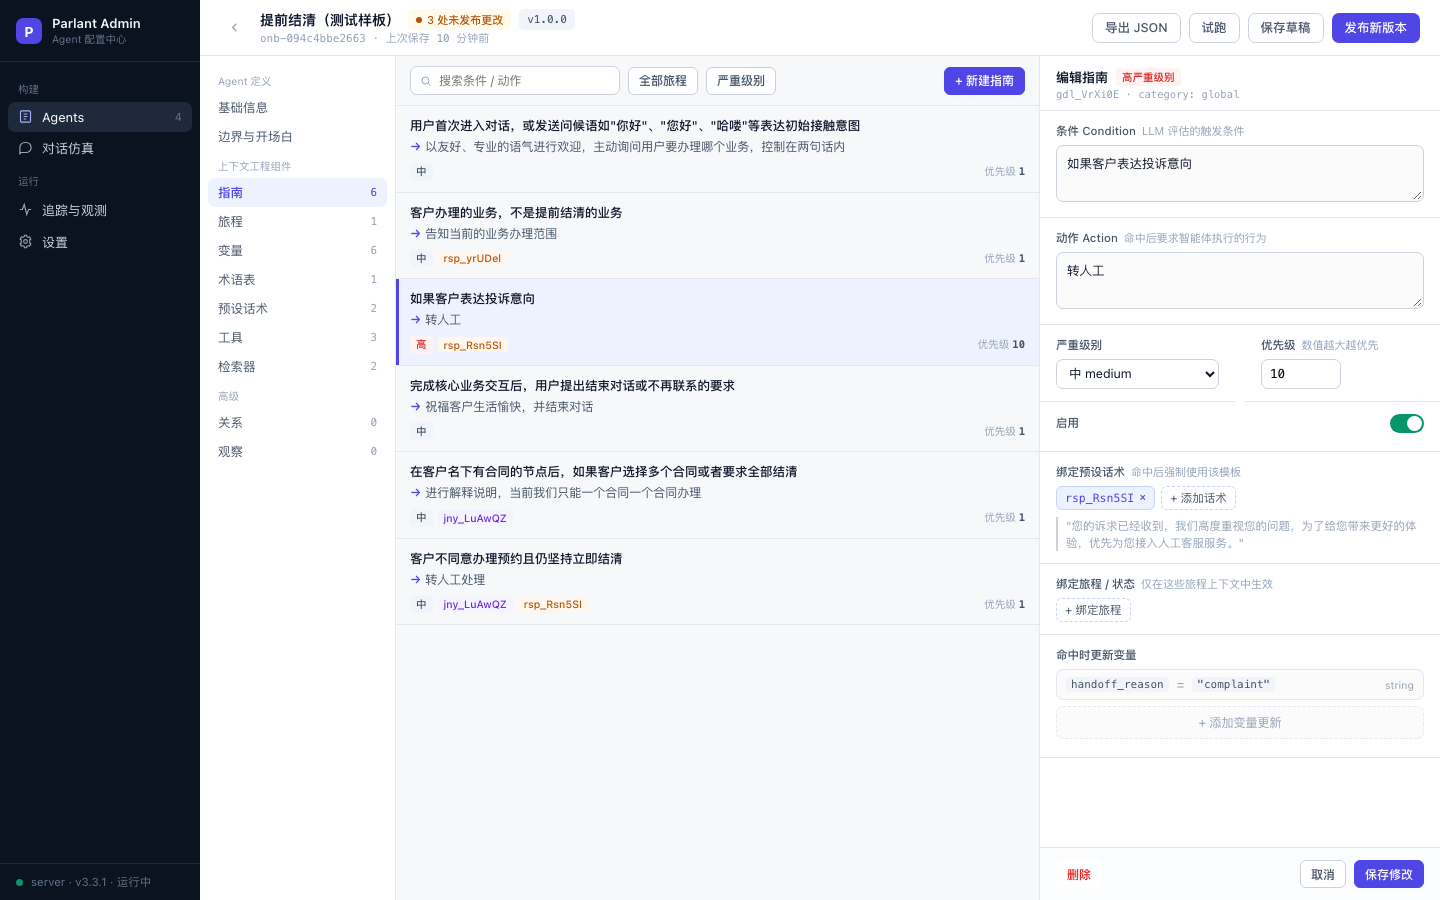 P
Parlant Admin
Agent 配置中心
构建
Agents 4
对话仿真
运行
追踪与观测
设置
server · v3.3.1 · 运行中
提前结清（测试样板） 3 处未发布更改 v1.0.0
onb-094c4bbe2663 · 上次保存 10 分钟前
导出 JSON
试跑
保存草稿
发布新版本
Agent 定义
基础信息
边界与开场白
上下文工程组件
指南 6
旅程 1
变量 6
术语表 1
预设话术 2
工具 3
检索器 2
高级
关系 0
观察 0
搜索条件 / 动作
全部旅程
严重级别
+ 新建指南
用户首次进入对话，或发送问候语如"你好"、"您好"、"哈喽"等表达初始接触意图
→ 以友好、专业的语气进行欢迎，主动询问用户要办理哪个业务，控制在两句话内
中 优先级 1
客户办理的业务，不是提前结清的业务
→ 告知当前的业务办理范围
中 rsp_yrUDel 优先级 1
如果客户表达投诉意向
→ 转人工
高 rsp_Rsn5SI 优先级 10
完成核心业务交互后，用户提出结束对话或不再联系的要求
→ 祝福客户生活愉快，并结束对话
中 优先级 1
在客户名下有合同的节点后，如果客户选择多个合同或者要求全部结清
→ 进行解释说明，当前我们只能一个合同一个合同办理
中 jny_LuAwQZ 优先级 1
客户不同意办理预约且仍坚持立即结清
→ 转人工处理
中 jny_LuAwQZ rsp_Rsn5SI 优先级 1
编辑指南 高严重级别
gdl_VrXi0E · category: global
条件 Condition LLM 评估的触发条件
如果客户表达投诉意向
动作 Action 命中后要求智能体执行的行为
转人工
严重级别 优先级 数值越大越优先
中 medium 10
启用
绑定预设话术 命中后强制使用该模板
rsp_Rsn5SI × + 添加话术
"您的诉求已经收到，我们高度重视您的问题，为了给您带来更好的体
验，优先为您接入人工客服服务。"
绑定旅程 / 状态 仅在这些旅程上下文中生效
+ 绑定旅程
命中时更新变量
handoff_reason = "complaint" string
+ 添加变量更新
删除
取消
保存修改